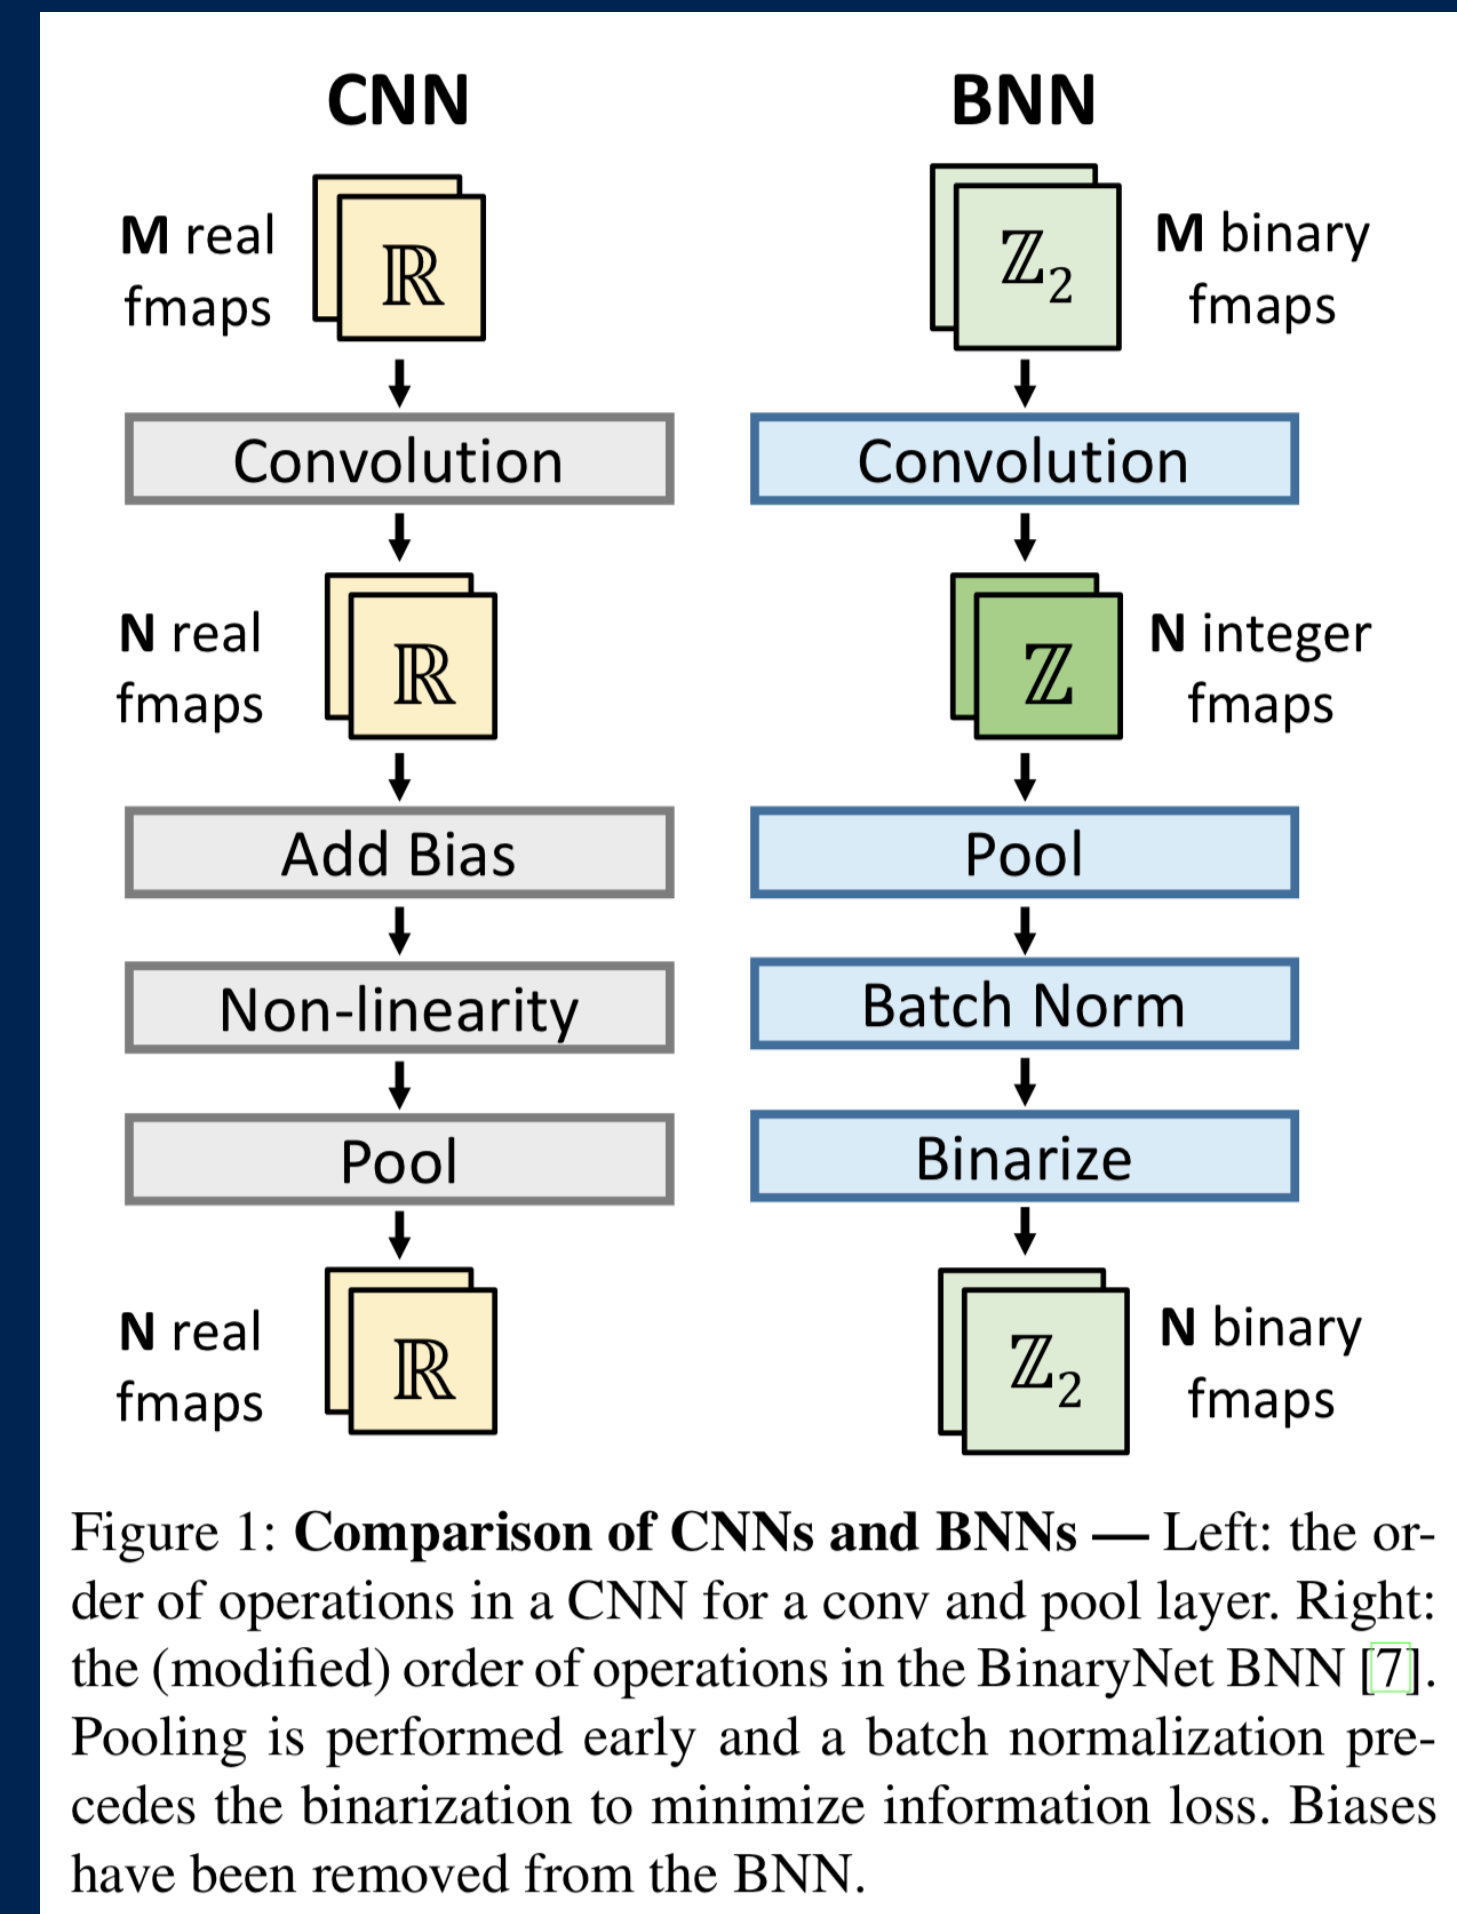 CNN
M real
fmaps
ℝ
Convolution
N real
fmaps
ℝ
Add Bias
Non-linearity
Pool
N real
fmaps
ℝ
BNN
ℤ₂
M binary
fmaps
Convolution
ℤ
N integer
fmaps
Pool
Batch Norm
Binarize
ℤ₂
N binary
fmaps
Figure 1: Comparison of CNNs and BNNs — Left: the or-
der of operations in a CNN for a conv and pool layer. Right:
the (modified) order of operations in the BinaryNet BNN [7].
Pooling is performed early and a batch normalization pre-
cedes the binarization to minimize information loss. Biases
have been removed from the BNN.